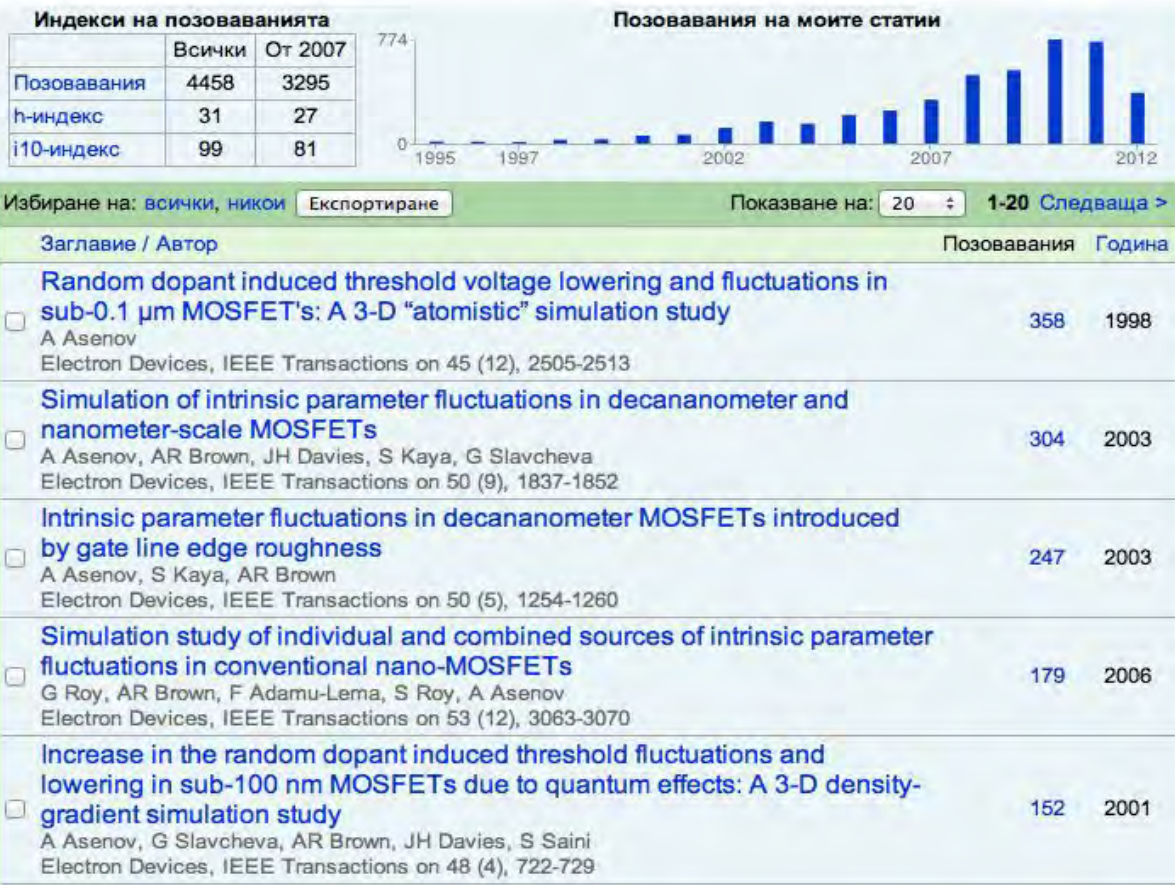 Индекси на позоваванията
Всички От 2007
Позовавания 4458 3295
h-индекс 31 27
i10-индекс 99 81
Позовавания на моите статии
774
0
1995 1997 2002 2007 2012
Избиране на: всички, никои Експортиране Показване на: 20 1-20 Следваща >
Заглавие / Автор Позовавания Година
Random dopant induced threshold voltage lowering and fluctuations in
sub-0.1 µm MOSFET's: A 3-D “atomistic” simulation study
A Asenov
Electron Devices, IEEE Transactions on 45 (12), 2505-2513
358 1998
Simulation of intrinsic parameter fluctuations in decananometer and
nanometer-scale MOSFETs
A Asenov, AR Brown, JH Davies, S Kaya, G Slavcheva
Electron Devices, IEEE Transactions on 50 (9), 1837-1852
304 2003
Intrinsic parameter fluctuations in decananometer MOSFETs introduced
by gate line edge roughness
A Asenov, S Kaya, AR Brown
Electron Devices, IEEE Transactions on 50 (5), 1254-1260
247 2003
Simulation study of individual and combined sources of intrinsic parameter
fluctuations in conventional nano-MOSFETs
G Roy, AR Brown, F Adamu-Lema, S Roy, A Asenov
Electron Devices, IEEE Transactions on 53 (12), 3063-3070
179 2006
Increase in the random dopant induced threshold fluctuations and
lowering in sub-100 nm MOSFETs due to quantum effects: A 3-D density-
gradient simulation study
A Asenov, G Slavcheva, AR Brown, JH Davies, S Saini
Electron Devices, IEEE Transactions on 48 (4), 722-729
152 2001